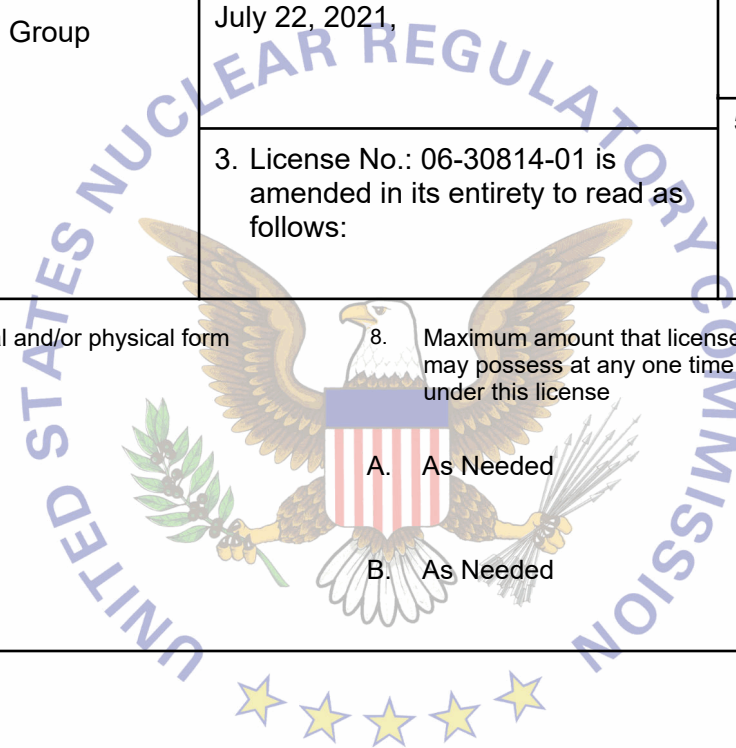 Group
July 22, 2021,
3. License No.: 06-30814-01 is
amended in its entirety to read as
follows:
and/or physical form
8. Maximum amount that
may possess at any one time
under this license
A. As Needed
B. As Needed
UNITED STATES NUCLEAR REGULATORY COMMISSION